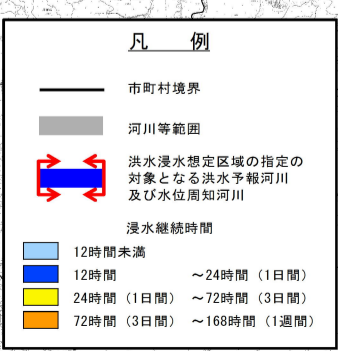 凡　例
市町村境界
河川等範囲
洪水浸水想定区域の指定の
対象となる洪水予報河川
及び水位周知河川
浸水継続時間
12時間未満
12時間　～24時間（1日間）
24時間（1日間）～72時間（3日間）
72時間（3日間）～168時間（1週間）